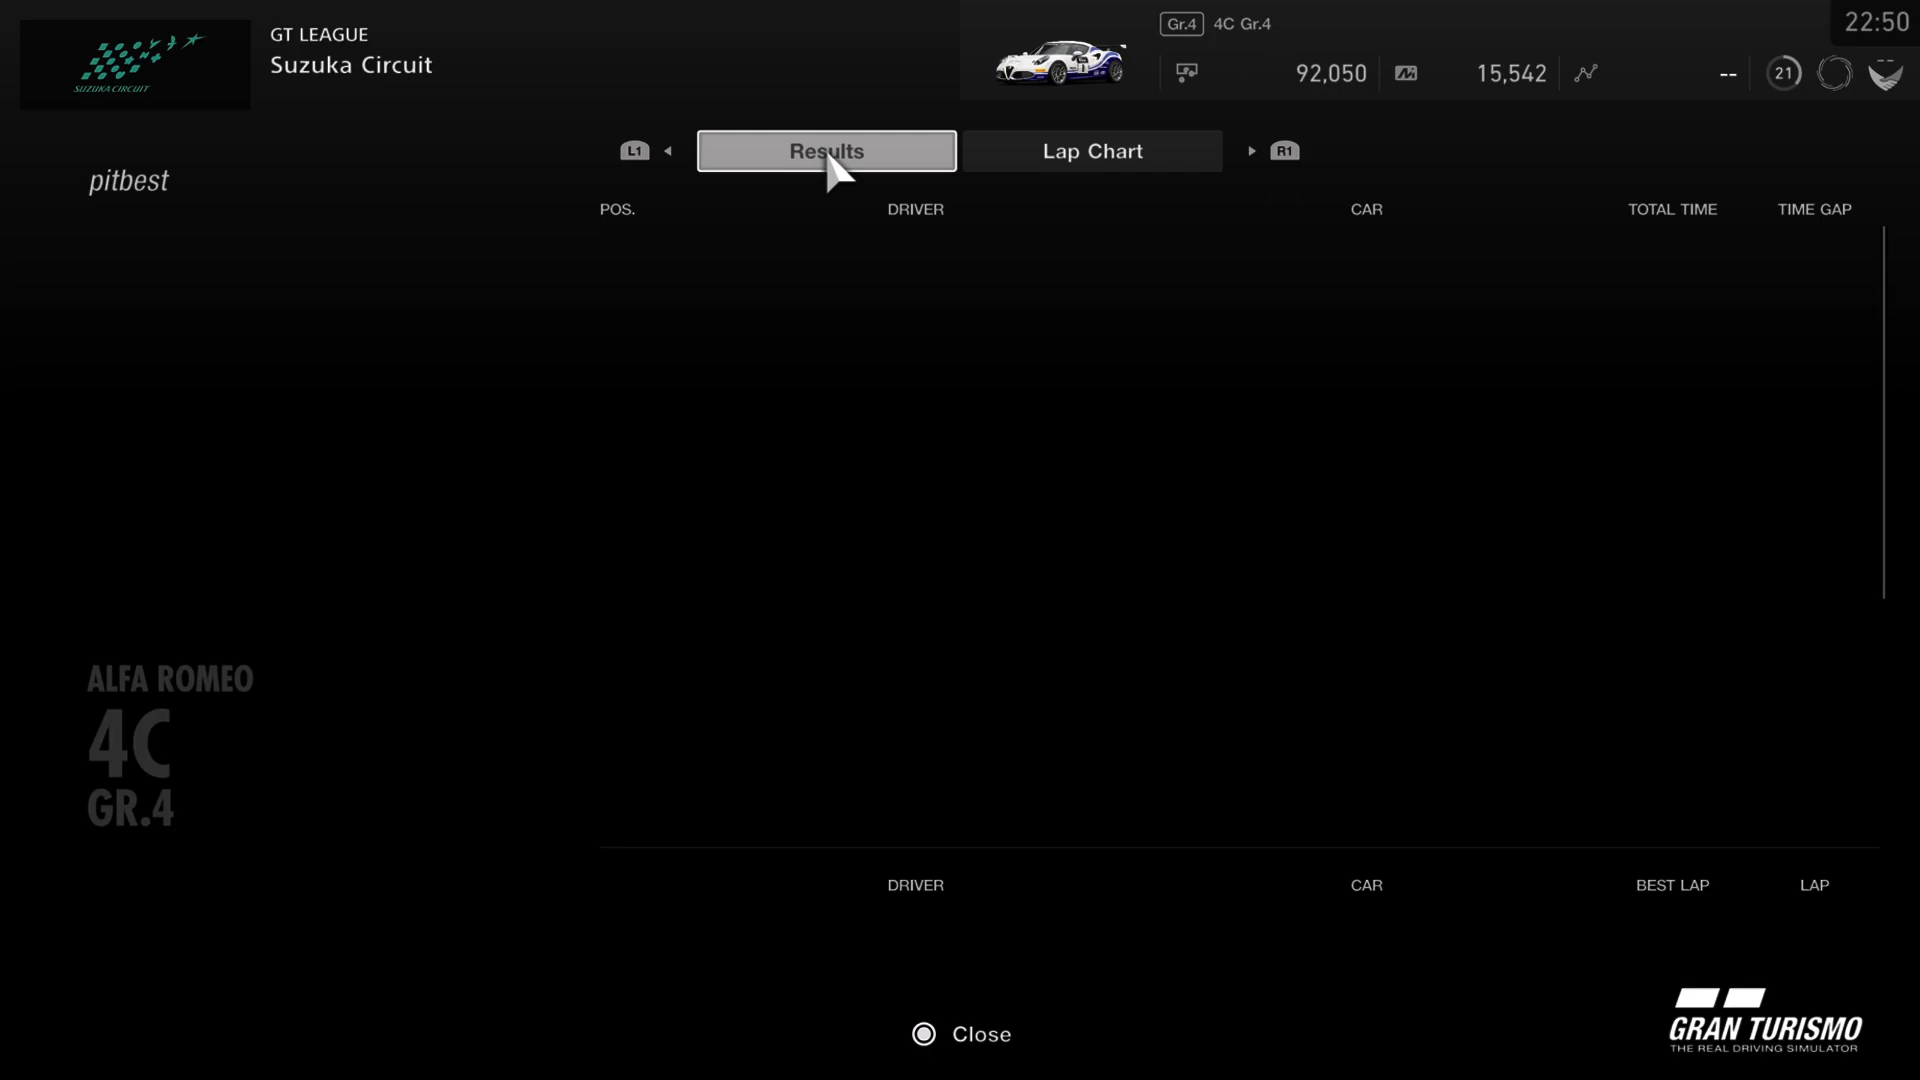 SUZUKA CIRCUIT
GT LEAGUE
Suzuka Circuit
Gr.4 4C Gr.4
92,050 15,542 -- 21 --
22:50
L1 Results Lap Chart R1
pitbest
POS. DRIVER CAR TOTAL TIME TIME GAP
ALFA ROMEO
4C
GR.4
DRIVER CAR BEST LAP LAP
Close
GRAN TURISMO
THE REAL DRIVING SIMULATOR